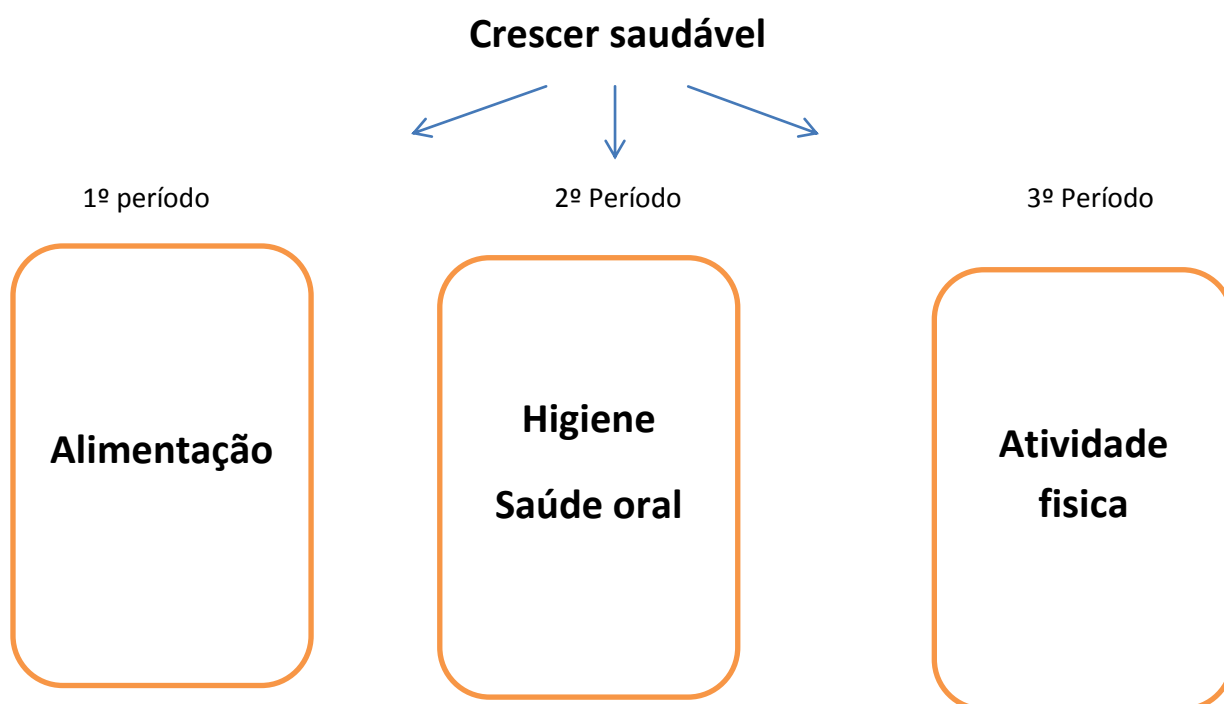 Crescer saudável
1º período
2º Período
3º Período
Alimentação
Higiene
Saúde oral
Atividade
fisica